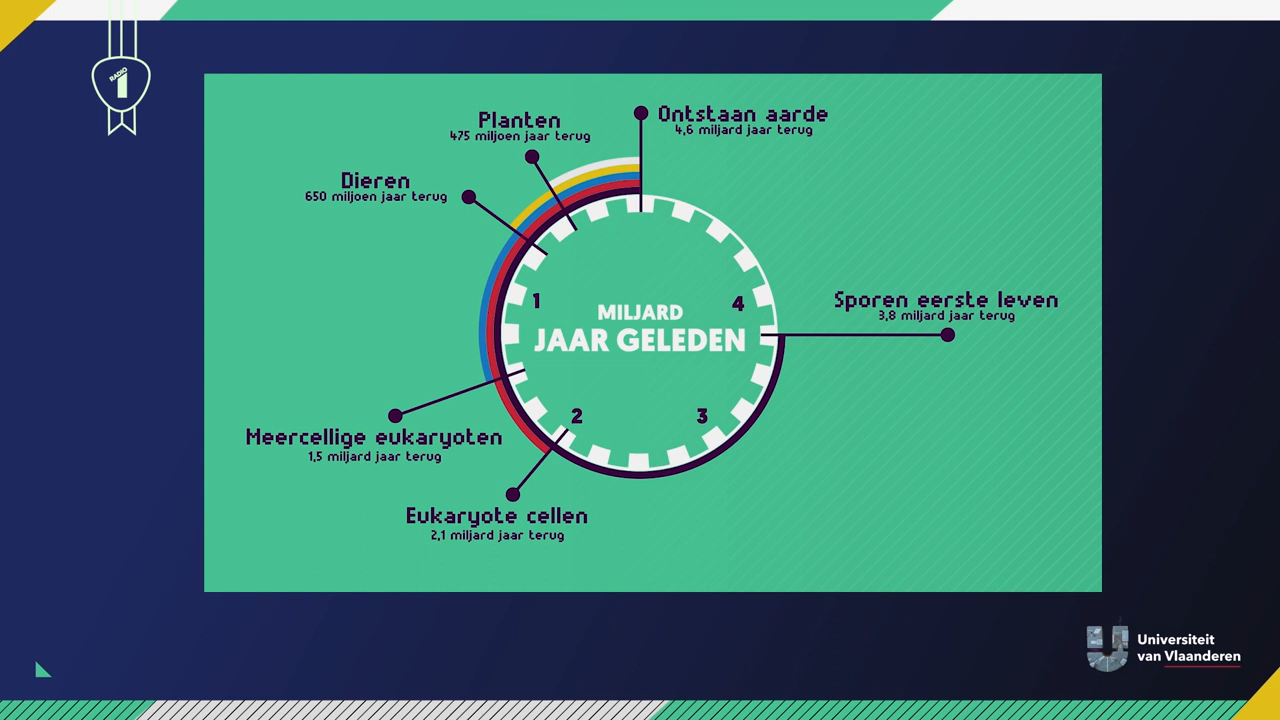 RADIO
1
Ontstaan aarde
4,6 miljard jaar terug
Planten
475 miljoen jaar terug
Dieren
650 miljoen jaar terug
1
4
MILJARD
JAAR GELEDEN
Sporen eerste leven
3,8 miljard jaar terug
2
3
Meercellige eukaryoten
1,5 miljard jaar terug
Eukaryote cellen
2,1 miljard jaar terug
Universiteit
van Vlaanderen